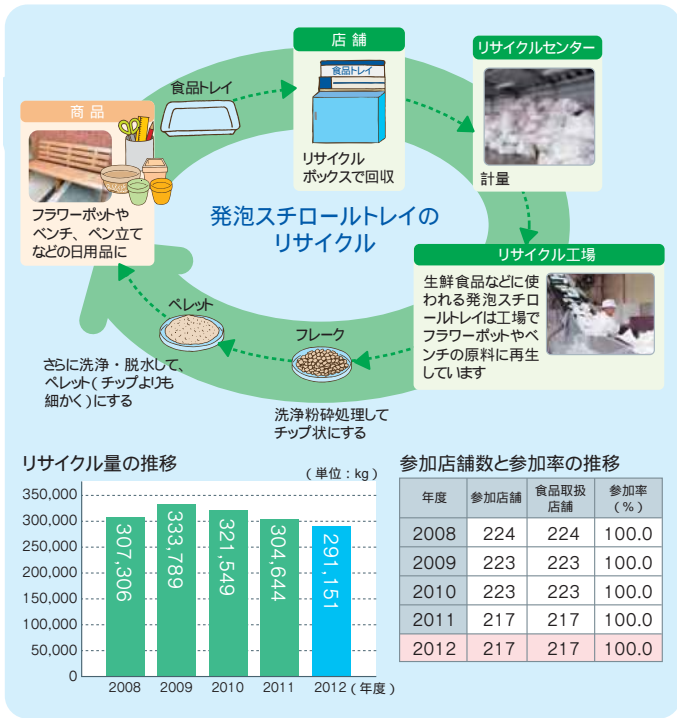 店舗
食品トレイ
リサイクル
ボックスで回収
リサイクルセンター
計量
食品トレイ
商品
フラワーポットや
ベンチ、ペン立て
などの日用品に
発泡スチロールトレイの
リサイクル
リサイクル工場
生鮮食品などに使
われる発泡スチロ
ールトレイは工場で
フラワーポットやベ
ンチの原料に再生
しています
ペレット
フレーク
さらに洗浄・脱水して、
ペレット(チップよりも
細かく)にする
洗浄粉砕処理して
チップ状にする
リサイクル量の推移
(単位:kg)
350,000
300,000
250,000
200,000
150,000
100,000
50,000
0
307,306
333,789
321,549
304,644
291,151
2008 2009 2010 2011 2012 (年度)
参加店舗数と参加率の推移
年度 参加店舗 食品取扱店舗 参加率(%)
2008 224 224 100.0
2009 223 223 100.0
2010 223 223 100.0
2011 217 217 100.0
2012 217 217 100.0